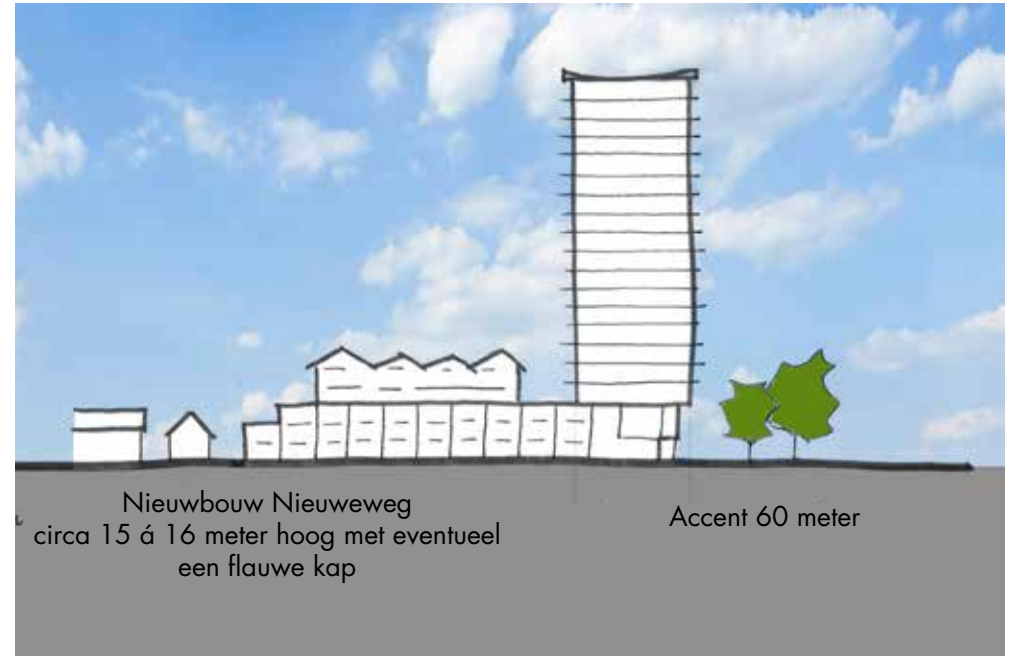 Nieuwbouw Nieuweweg
circa 15 á 16 meter hoog met eventueel
een flauwe kap
Accent 60 meter